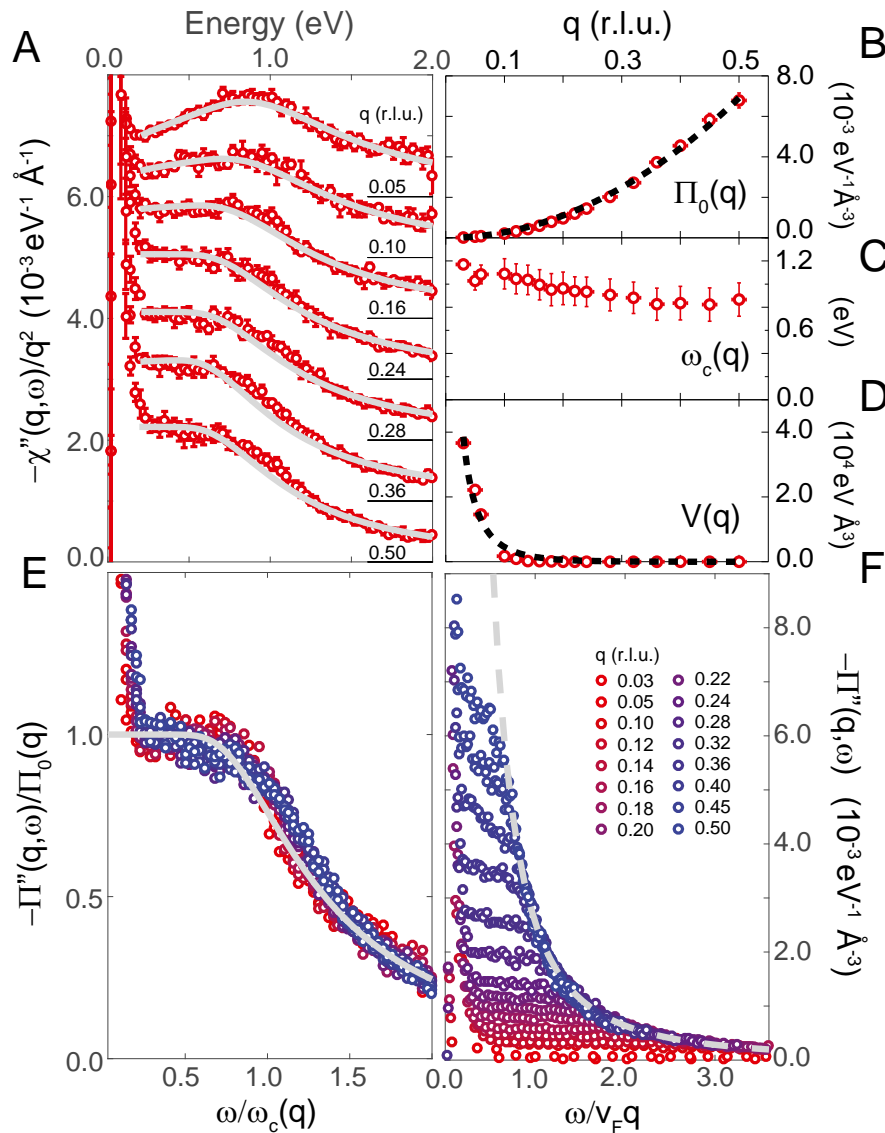 Energy (eV)
0.0 1.0 2.0
A
q (r.l.u.)
0.05
0.10
0.16
0.24
0.28
0.36
0.50
6.0
4.0
2.0
0.0
−χ''(q,ω)/q² (10⁻³ eV⁻¹ Å⁻¹)
q (r.l.u.)
0.1 0.3 0.5
B
8.0
4.0
0.0
(10⁻³ eV⁻¹Å⁻³)
Π₀(q)
C
1.2
0.6
0.0
(eV)
ω_c(q)
D
4.0
2.0
0.0
(10⁴ eV Å³)
V(q)
E
1.0
0.5
0.0
−Π''(q,ω)/Π₀(q)
0.5 1.0 1.5
ω/ω_c(q)
F
q (r.l.u.)
0.03 0.22
0.05 0.24
0.10 0.28
0.12 0.32
0.14 0.36
0.16 0.40
0.18 0.45
0.20 0.50
8.0
6.0
4.0
2.0
0.0
−Π''(q,ω) (10⁻³ eV⁻¹ Å⁻³)
0.0 1.0 2.0 3.0
ω/v_Fq